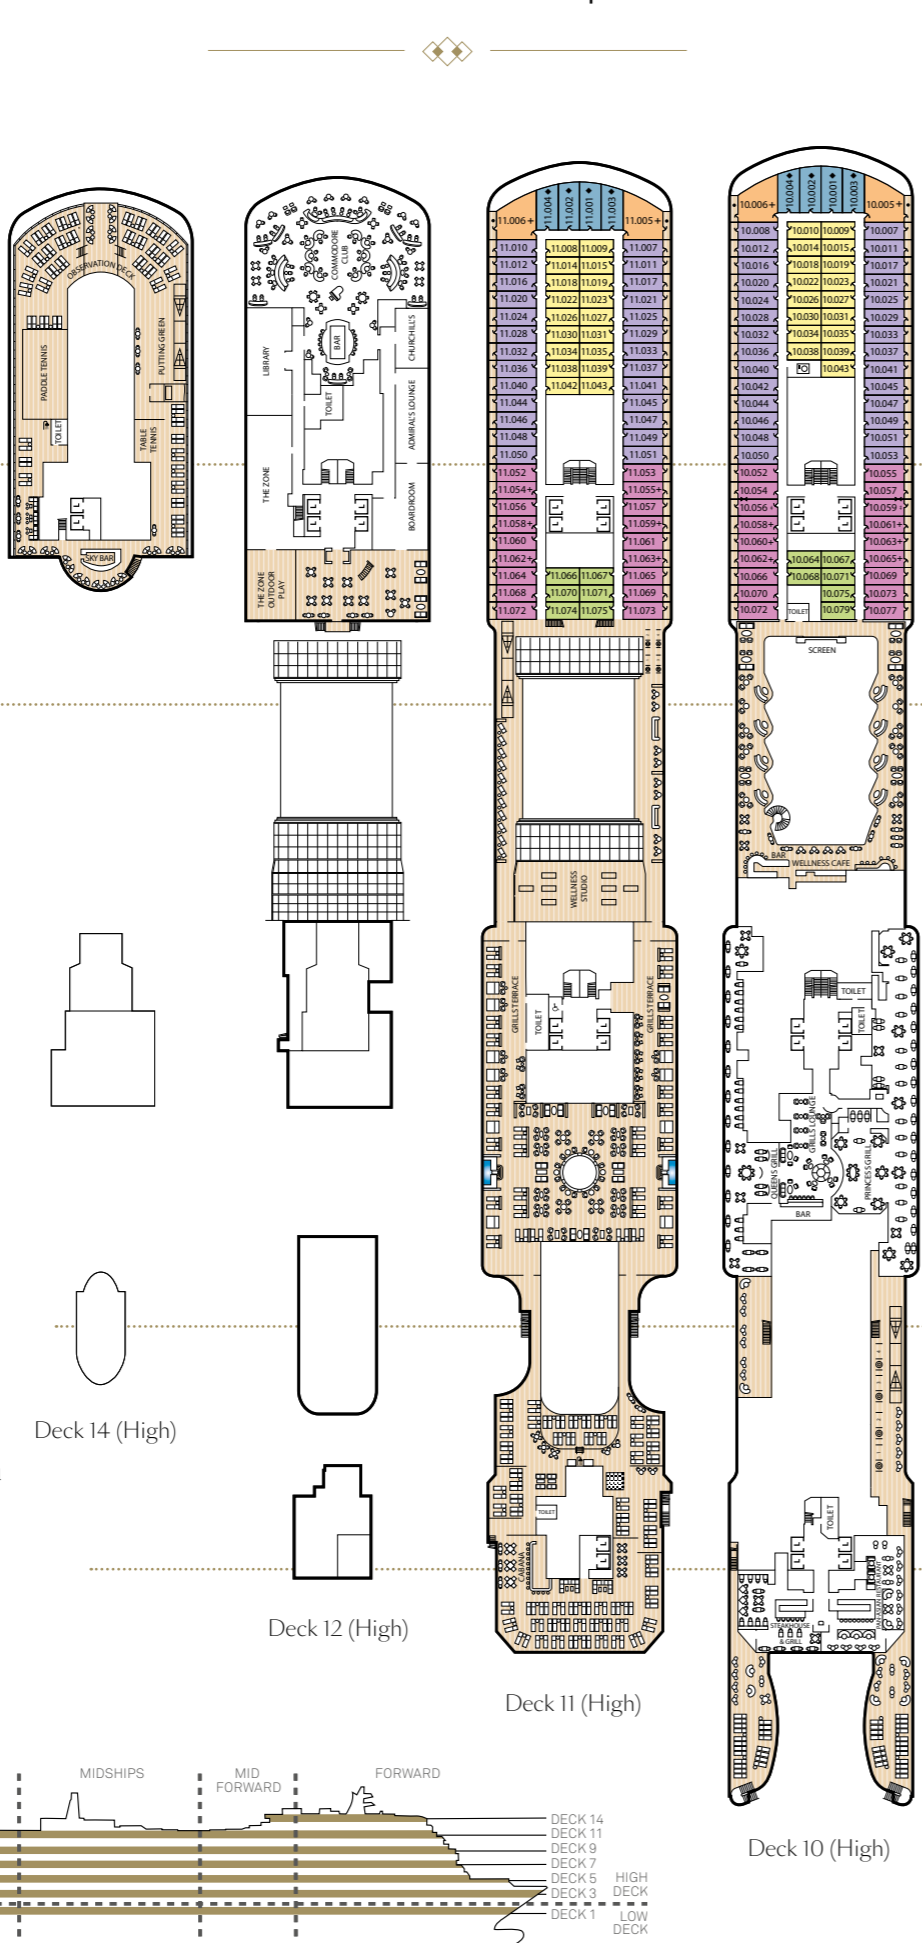 OBSERVATION DECK
PADDLE TENNIS
PUTTING GREEN
TOILET
TABLE
TENNIS
SKY BAR
Deck 14 (High)
COMMODORE
CLUB
LIBRARY
BAR
CHURCHILL'S
TOILET
ADMIRAL'S LOUNGE
THE ZONE
BOARDROOM
THE ZONE
OUTDOOR
PLAY
Deck 12 (High)
11.004 11.002 11.001 11.003
11.006+ 11.005+
11.010 11.008 11.009 11.007
11.012 11.014 11.015 11.011
11.016 11.018 11.019 11.017
11.020 11.022 11.023 11.021
11.024 11.026 11.027 11.025
11.028 11.030 11.031 11.029
11.032 11.034 11.035 11.033
11.036 11.038 11.039 11.037
11.040 11.042 11.043 11.041
11.044 11.045
11.046 11.047
11.048 11.049
11.050 11.051
11.052 11.053
11.054+ 11.055+
11.056 11.057
11.058+ 11.059+
11.060 11.061
11.062+ 11.063+
11.064 11.066 11.067 11.065
11.068 11.070 11.071 11.069
11.072 11.074 11.075 11.073
WELLNESS
STUDIO
GRILLS TERRACE
TOILET
GRILLS TERRACE
TOILET
CABANA
Deck 11 (High)
10.004 10.002 10.001 10.003
10.006+ 10.005+
10.008 10.010 10.009 10.007
10.012 10.014 10.015 10.011
10.016 10.018 10.019 10.017
10.020 10.022 10.023 10.021
10.024 10.026 10.027 10.025
10.028 10.030 10.031 10.029
10.032 10.034 10.035 10.033
10.036 10.038 10.039 10.037
10.040 10.043 10.041
10.042 10.045
10.044 10.047
10.046 10.049
10.048 10.051
10.050 10.053
10.052 10.055
10.054 10.057
10.056 10.059
10.058+ 10.061+
10.060+ 10.063+
10.062+ 10.064 10.067 10.065+
10.066 10.068 10.071 10.069
10.070 10.075 10.073
10.072 TOILET 10.079 10.077
SCREEN
BAR
WELLNESS CAFE
TOILET
TOILET
GRILLS LOUNGE
QUEENS GRILL
PRINCESS GRILL
BAR
TOILET
PAN ASIAN RESTAURANT
STEAKHOUSE
& GRILL
Deck 10 (High)
MIDSHIPS
MID
FORWARD
FORWARD
DECK 14
DECK 11
DECK 9
DECK 7
DECK 5
DECK 3
DECK 1
HIGH
DECK
LOW
DECK